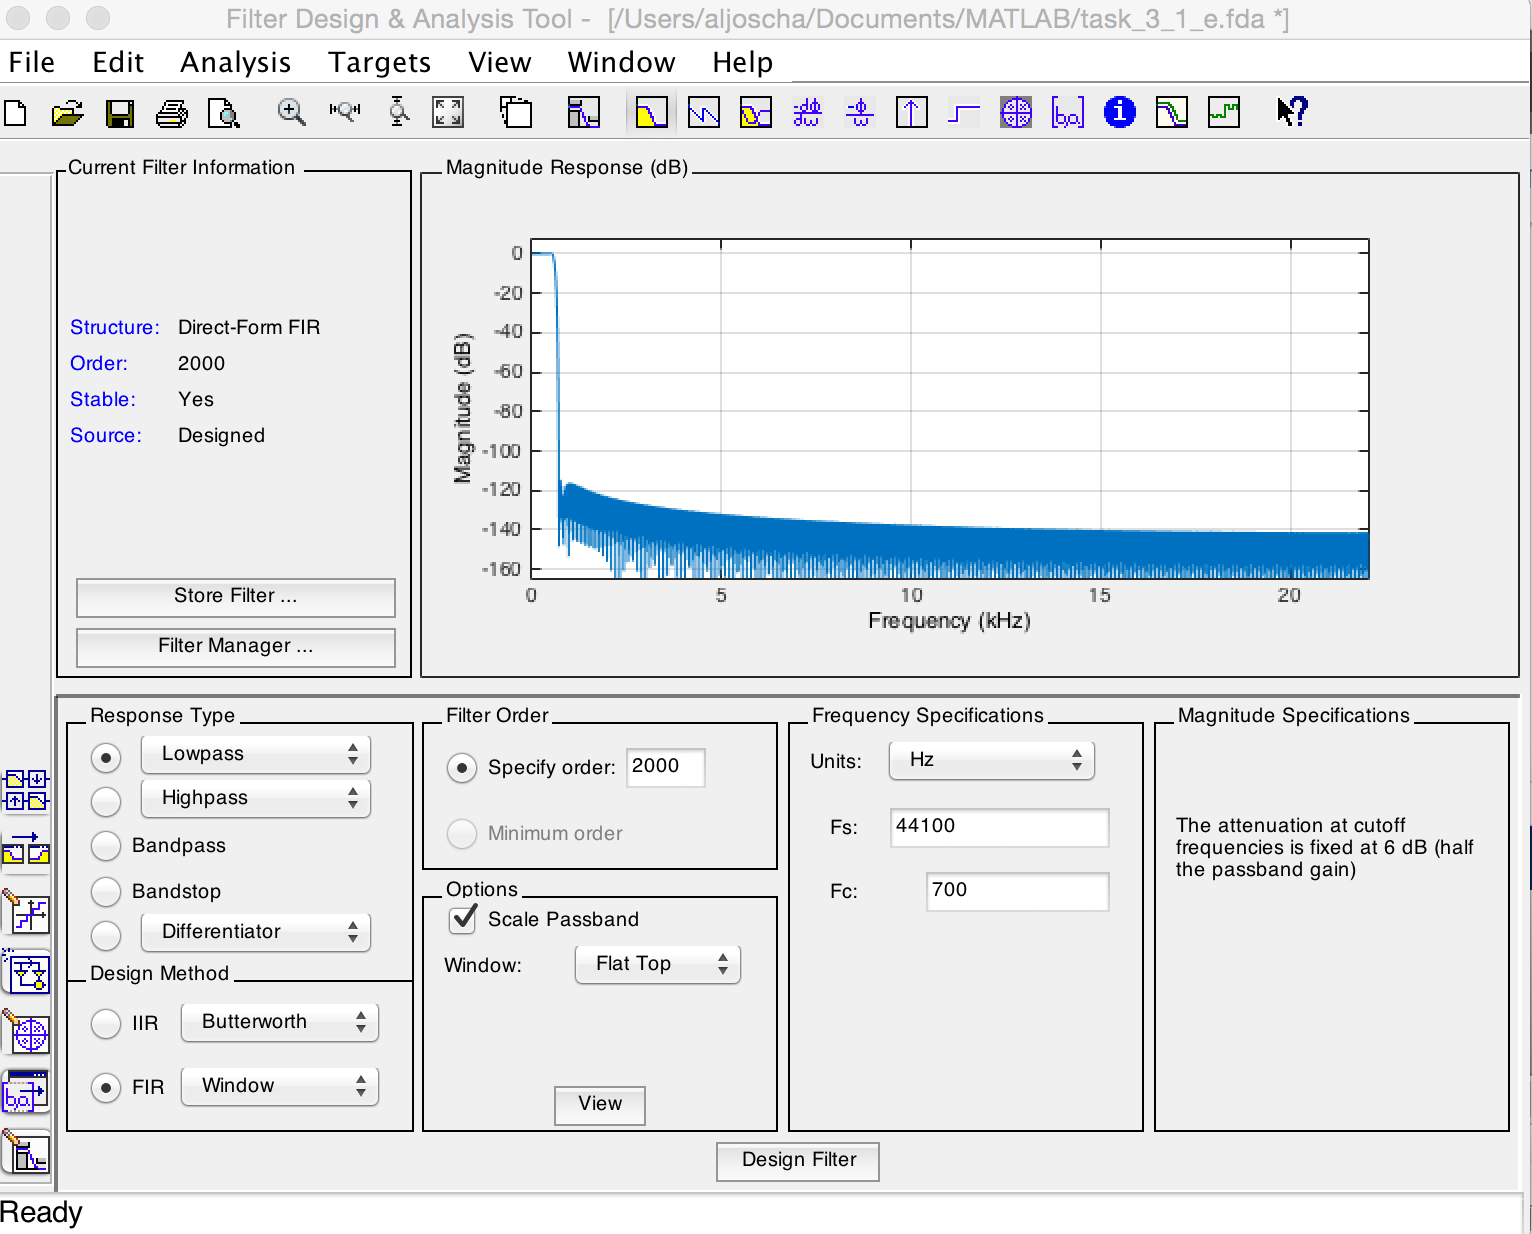 Filter Design & Analysis Tool - [/Users/aljoscha/Documents/MATLAB/task_3_1_e.fda *]
File Edit Analysis Targets View Window Help
Current Filter Information
Structure: Direct-Form FIR
Order: 2000
Stable: Yes
Source: Designed
Store Filter ...
Filter Manager ...
Magnitude Response (dB)
Magnitude (dB)
0
-20
-40
-60
-80
-100
-120
-140
-160
0 5 10 15 20
Frequency (kHz)
Response Type
Lowpass
Highpass
Bandpass
Bandstop
Differentiator
Design Method
IIR Butterworth
FIR Window
Filter Order
Specify order: 2000
Minimum order
Options
Scale Passband
Window: Flat Top
View
Frequency Specifications
Units: Hz
Fs: 44100
Fc: 700
Magnitude Specifications
The attenuation at cutoff
frequencies is fixed at 6 dB (half
the passband gain)
Design Filter
Ready